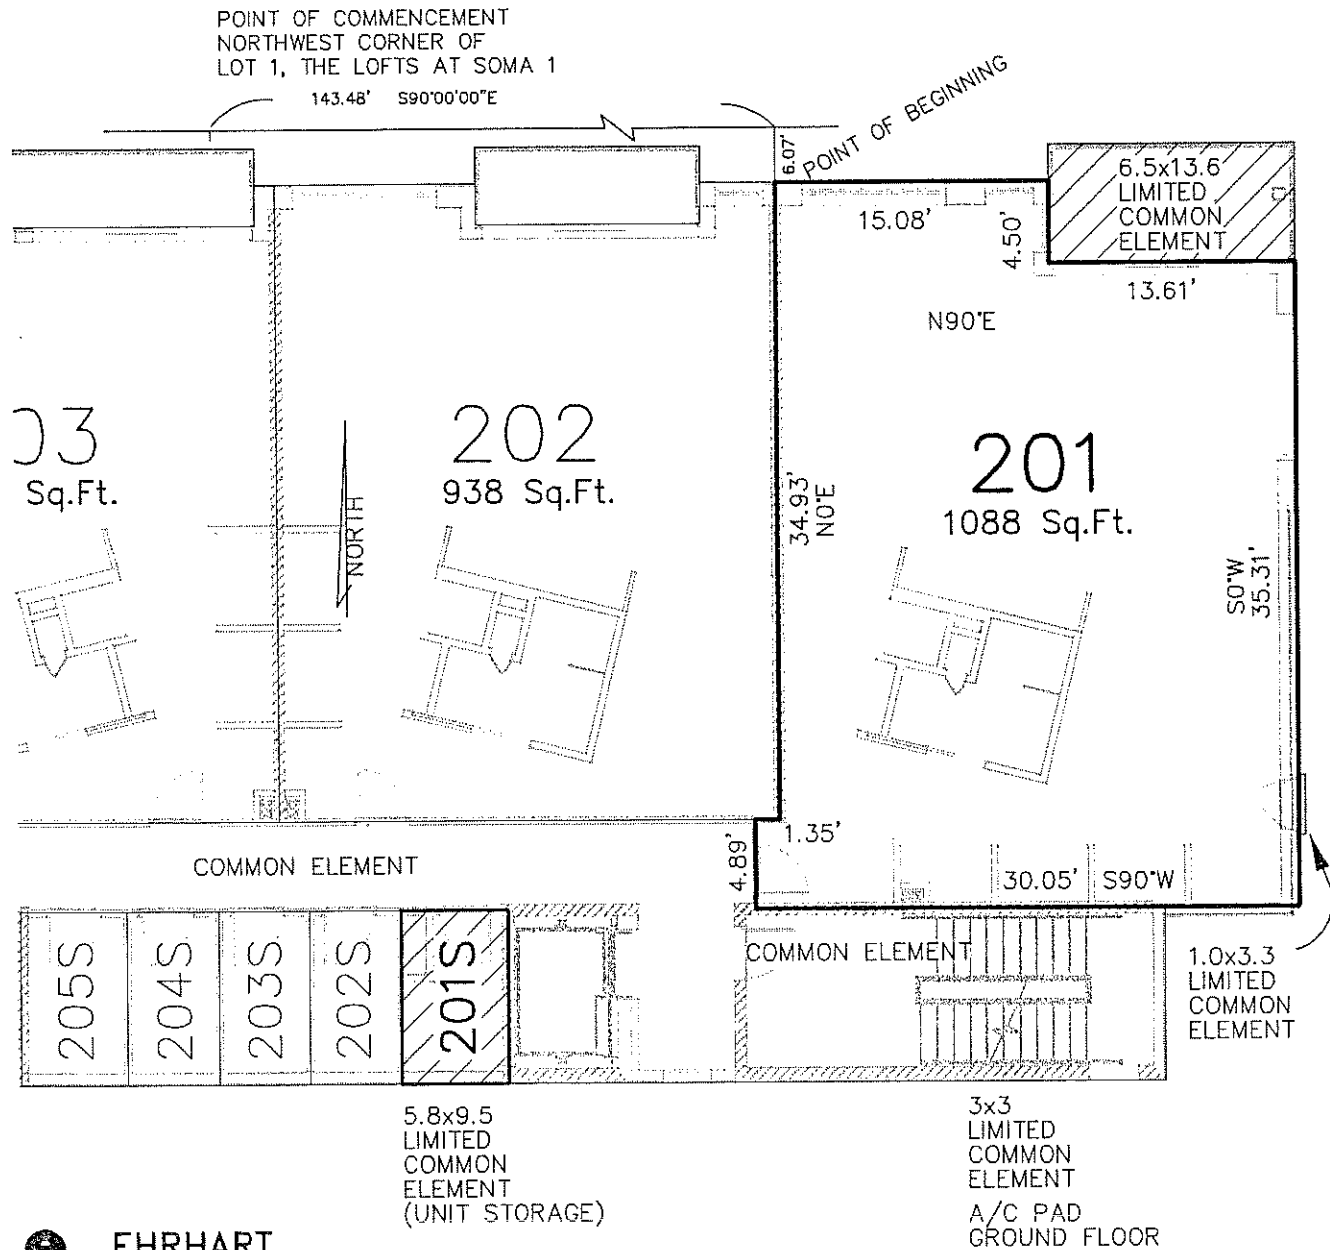 POINT OF COMMENCEMENT
NORTHWEST CORNER OF
LOT 1, THE LOFTS AT SOMA 1
143.48' S90°00'00"E
6.07'
POINT OF BEGINNING
6.5x13.6
LIMITED
COMMON
ELEMENT
15.08'
4.50'
13.61'
N90°E
03
Sq.Ft.
202
938 Sq.Ft.
201
1088 Sq.Ft.
NORTH
34.93'
N0°E
S0°W
35.31'
1.35'
4.89'
30.05' S90°W
COMMON ELEMENT
COMMON ELEMENT
205S
204S
203S
202S
201S
1.0x3.3
LIMITED
COMMON
ELEMENT
5.8x9.5
LIMITED
COMMON
ELEMENT
(UNIT STORAGE)
3x3
LIMITED
COMMON
ELEMENT
A/C PAD
GROUND FLOOR
EHRHART